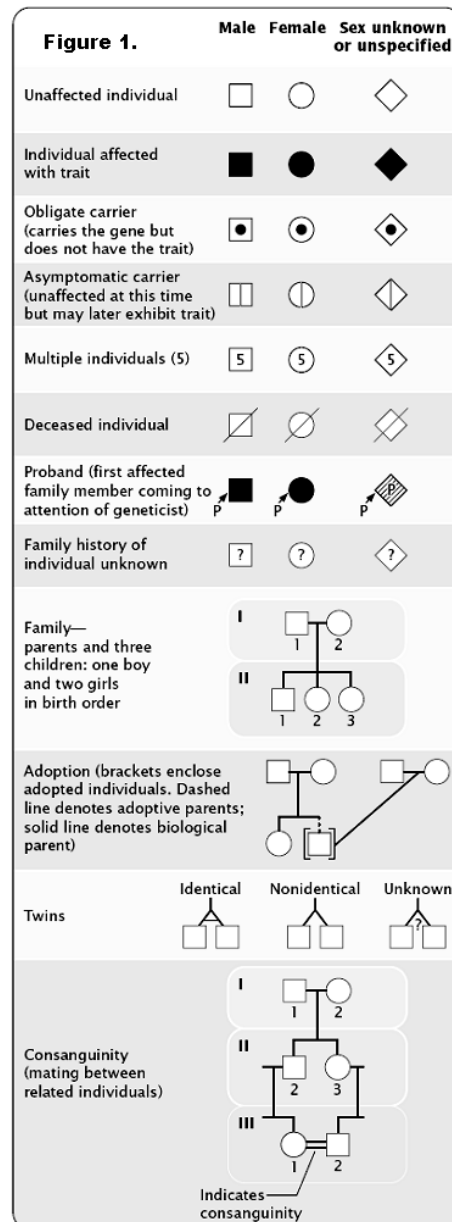 Figure 1.
Male Female Sex unknown
or unspecified
Unaffected individual
Individual affected
with trait
Obligate carrier
(carries the gene but
does not have the trait)
Asymptomatic carrier
(unaffected at this time
but may later exhibit trait)
Multiple individuals (5)
5 5 5
Deceased individual
Proband (first affected
family member coming to
attention of geneticist)
P P P P
Family history of
individual unknown
? ? ?
Family—
parents and three
children: one boy
and two girls
in birth order
I
1 2
II
1 2 3
Adoption (brackets enclose
adopted individuals. Dashed
line denotes adoptive parents;
solid line denotes biological
parent)
Twins
Identical Nonidentical Unknown
?
Consanguinity
(mating between
related individuals)
I
1 2
II
2 3
III
1 2
Indicates
consanguinity